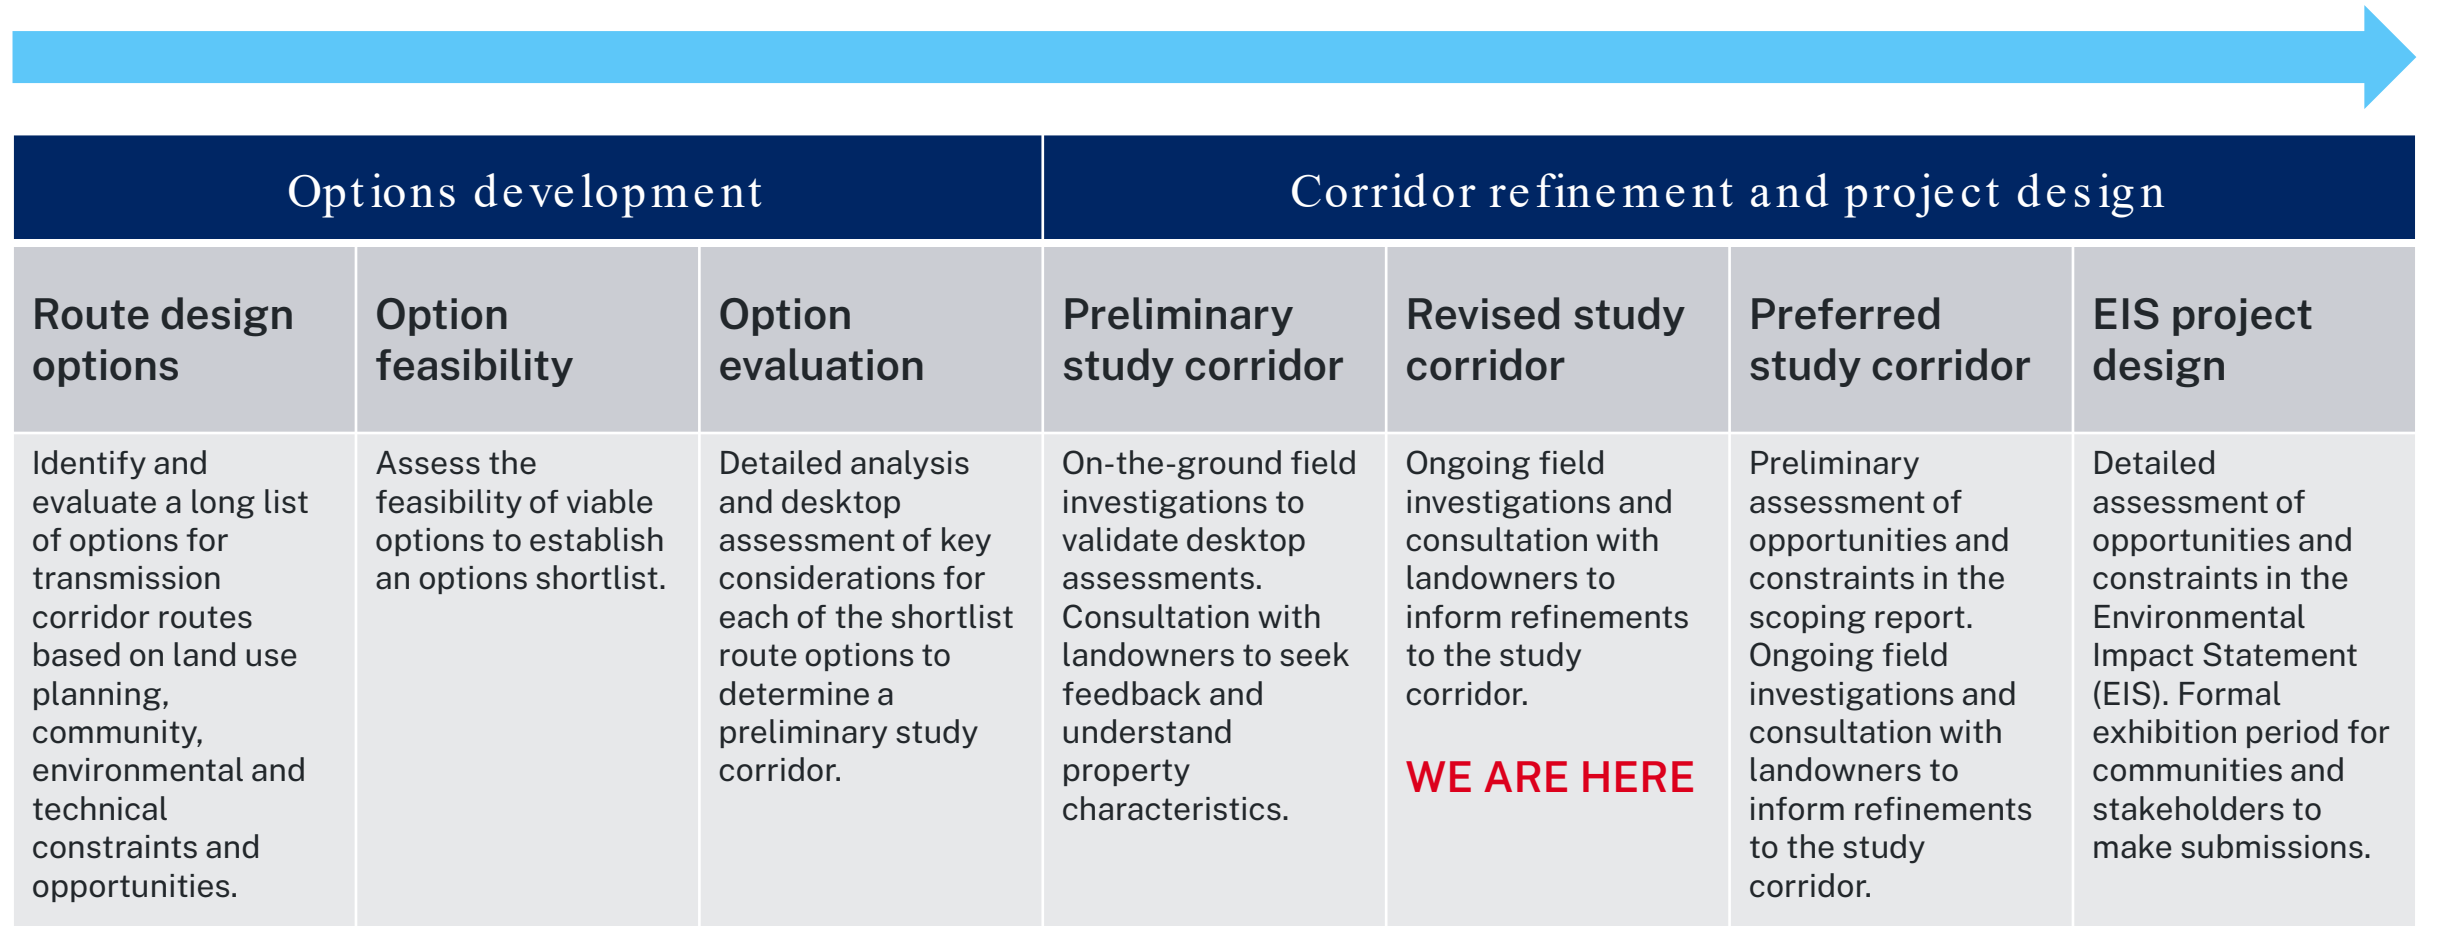 Options development
Corridor refinement and project design
Route design
options
Option
feasibility
Option
evaluation
Preliminary
study corridor
Revised study
corridor
Preferred
study corridor
EIS project
design
Identify and
evaluate a long list
of options for
transmission
corridor routes
based on land use
planning,
community,
environmental and
technical
constraints and
opportunities.
Assess the
feasibility of viable
options to establish
an options shortlist.
Detailed analysis
and desktop
assessment of key
considerations for
each of the shortlist
route options to
determine a
preliminary study
corridor.
On-the-ground field
investigations to
validate desktop
assessments.
Consultation with
landowners to seek
feedback and
understand
property
characteristics.
Ongoing field
investigations and
consultation with
landowners to
inform refinements
to the study
corridor.
WE ARE HERE
Preliminary
assessment of
opportunities and
constraints in the
scoping report.
Ongoing field
investigations and
consultation with
landowners to
inform refinements
to the study
corridor.
Detailed
assessment of
opportunities and
constraints in the
Environmental
Impact Statement
(EIS). Formal
exhibition period for
communities and
stakeholders to
make submissions.